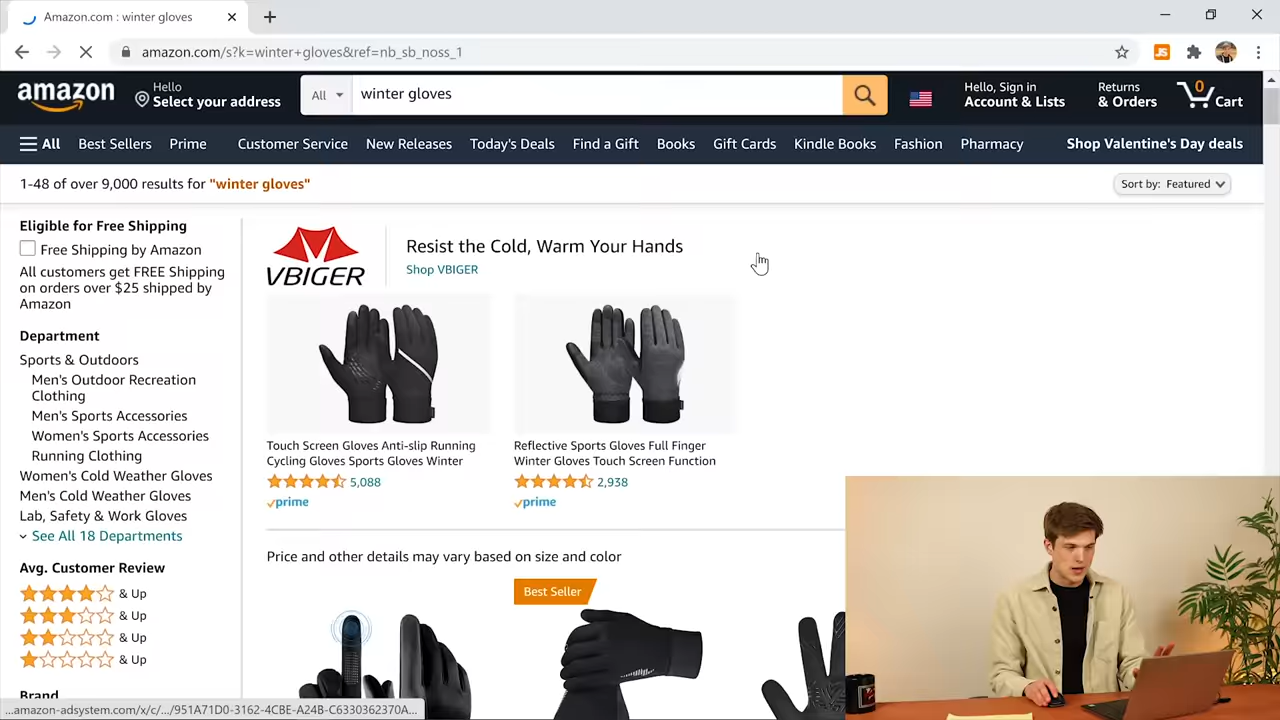 Amazon.com : winter gloves
amazon.com/s?k=winter+gloves&ref=nb_sb_noss_1
JS
amazon
Hello
Select your address
All
winter gloves
Hello, Sign in
Account & Lists
Returns
& Orders
0
Cart
All
Best Sellers
Prime
Customer Service
New Releases
Today's Deals
Find a Gift
Books
Gift Cards
Kindle Books
Fashion
Pharmacy
Shop Valentine's Day deals
1-48 of over 9,000 results for "winter gloves"
Sort by: Featured
Eligible for Free Shipping
Free Shipping by Amazon
All customers get FREE Shipping
on orders over $25 shipped by
Amazon
Department
Sports & Outdoors
Men's Outdoor Recreation
Clothing
Men's Sports Accessories
Women's Sports Accessories
Running Clothing
Women's Cold Weather Gloves
Men's Cold Weather Gloves
Lab, Safety & Work Gloves
See All 18 Departments
Avg. Customer Review
& Up
& Up
& Up
& Up
Brand
VBIGER
Resist the Cold, Warm Your Hands
Shop VBIGER
Touch Screen Gloves Anti-slip Running
Cycling Gloves Sports Gloves Winter
5,088
prime
Reflective Sports Gloves Full Finger
Winter Gloves Touch Screen Function
2,938
prime
Price and other details may vary based on size and color
Best Seller
...amazon-adsystem.com/x/c/.../951A71D0-3162-4CBE-A24B-C6330362370A...